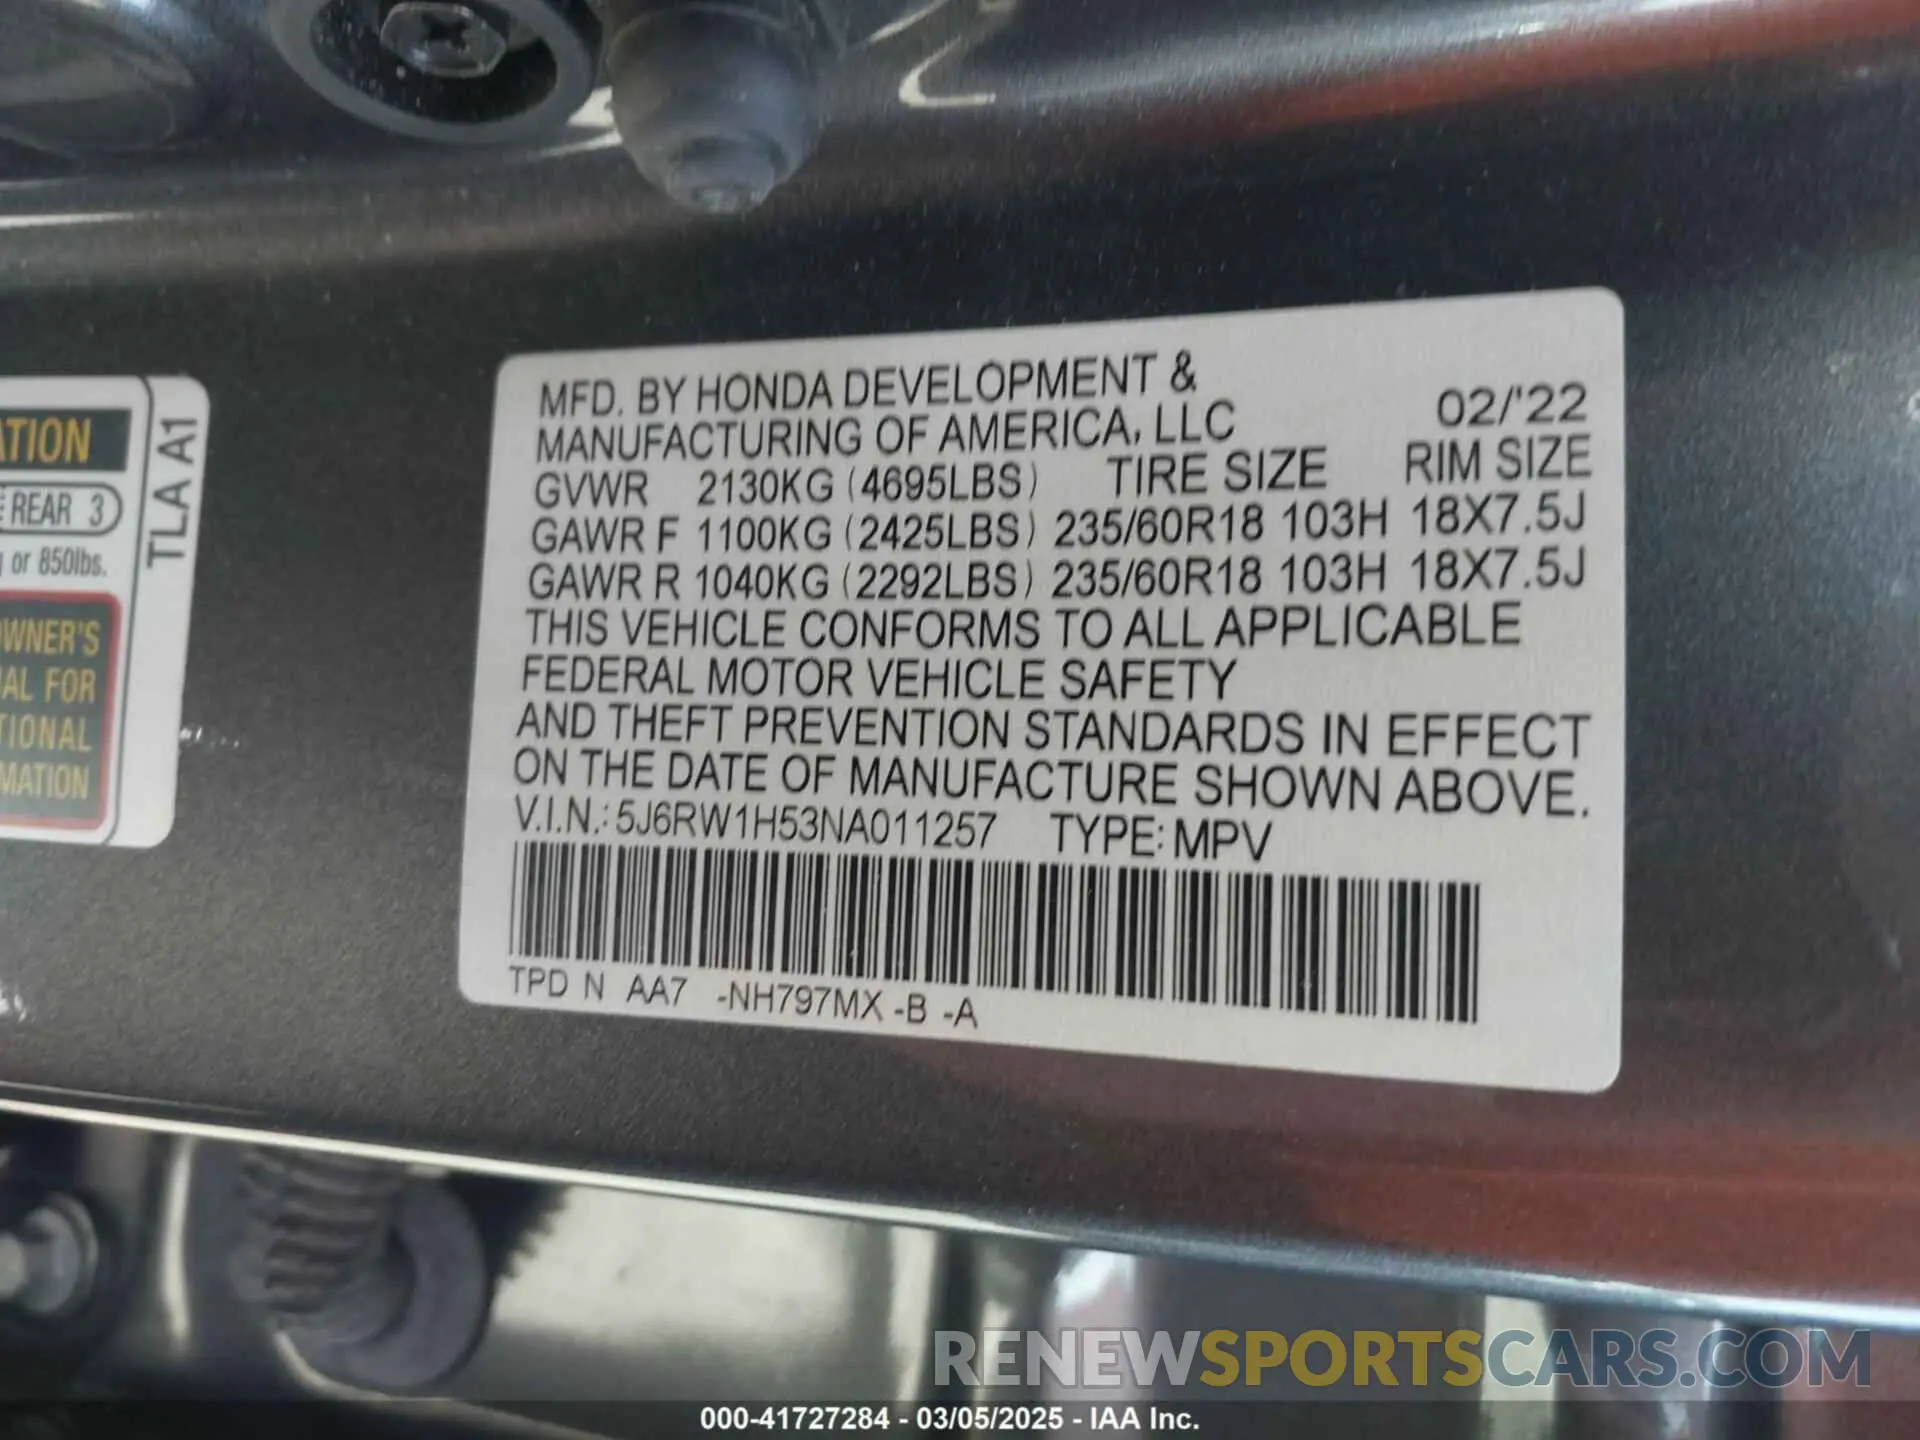 MFD. BY HONDA DEVELOPMENT &
MANUFACTURING OF AMERICA, LLC 02/'22
GVWR 2130KG (4695LBS) TIRE SIZE RIM SIZE
GAWR F 1100KG (2425LBS) 235/60R18 103H 18X7.5J
GAWR R 1040KG (2292LBS) 235/60R18 103H 18X7.5J
THIS VEHICLE CONFORMS TO ALL APPLICABLE
FEDERAL MOTOR VEHICLE SAFETY
AND THEFT PREVENTION STANDARDS IN EFFECT
ON THE DATE OF MANUFACTURE SHOWN ABOVE.
V.I.N.: 5J6RW1H53NA011257 TYPE: MPV
TPD N AA7 -NH797MX -B -A
ATION
REAR 3
or 850lbs.
OWNER'S
AL FOR
TIONAL
MATION
TLA A1
RENEWSPORTSCARS.COM
000-41727284 - 03/05/2025 - IAA Inc.